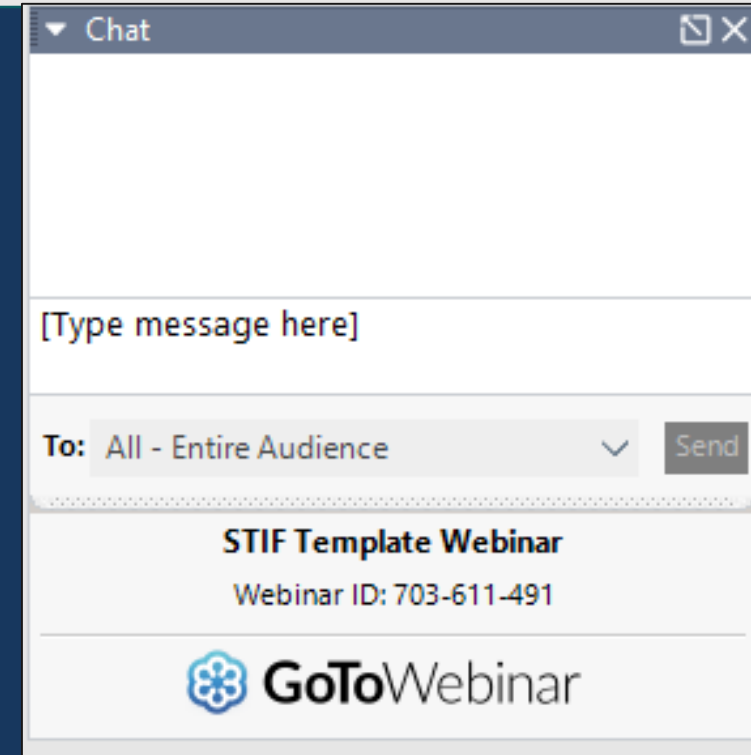 Chat
[Type message here]
To: All - Entire Audience Send
STIF Template Webinar
Webinar ID: 703-611-491
GoToWebinar